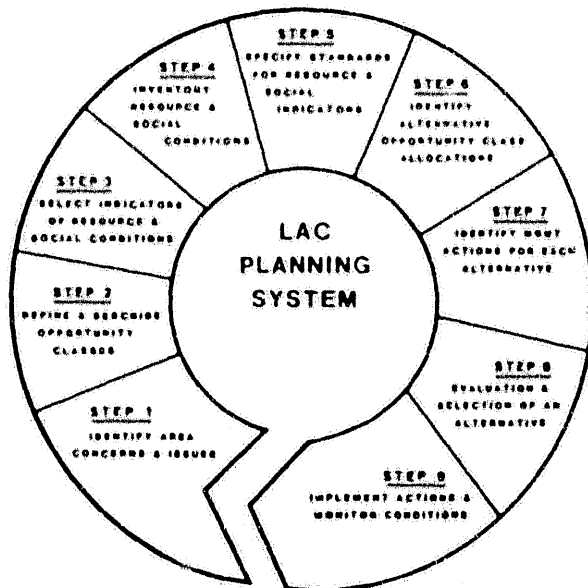 LAC
PLANNING
SYSTEM
STEP 1
IDENTIFY AREA
CONCERNS & ISSUES
STEP 2
DEFINE & DESCRIBE
OPPORTUNITY
CLASSES
STEP 3
SELECT INDICATORS
OF RESOURCE &
SOCIAL CONDITIONS
STEP 4
INVENTORY
RESOURCE &
SOCIAL
CONDITIONS
STEP 5
SPECIFY STANDARDS
FOR RESOURCE &
SOCIAL
INDICATORS
STEP 6
IDENTIFY
ALTERNATIVE
OPPORTUNITY CLASS
ALLOCATIONS
STEP 7
IDENTIFY MGMT
ACTIONS FOR EACH
ALTERNATIVE
STEP 8
EVALUATION &
SELECTION OF AN
ALTERNATIVE
STEP 9
IMPLEMENT ACTIONS &
MONITOR CONDITIONS